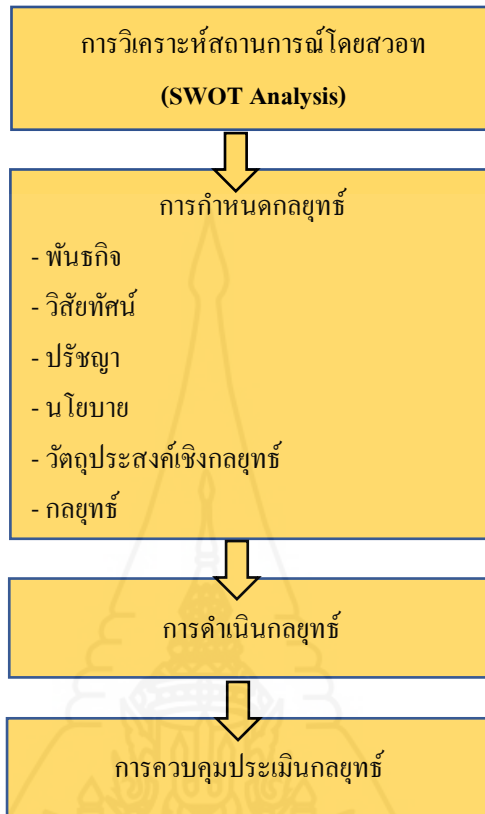 การวิเคราะห์สถานการณ์โดยสวอท
(SWOT Analysis)
การกำหนดกลยุทธ์
- พันธกิจ
- วิสัยทัศน์
- ปรัชญา
- นโยบาย
- วัตถุประสงค์เชิงกลยุทธ์
- กลยุทธ์
การดำเนินกลยุทธ์
การควบคุมประเมินกลยุทธ์